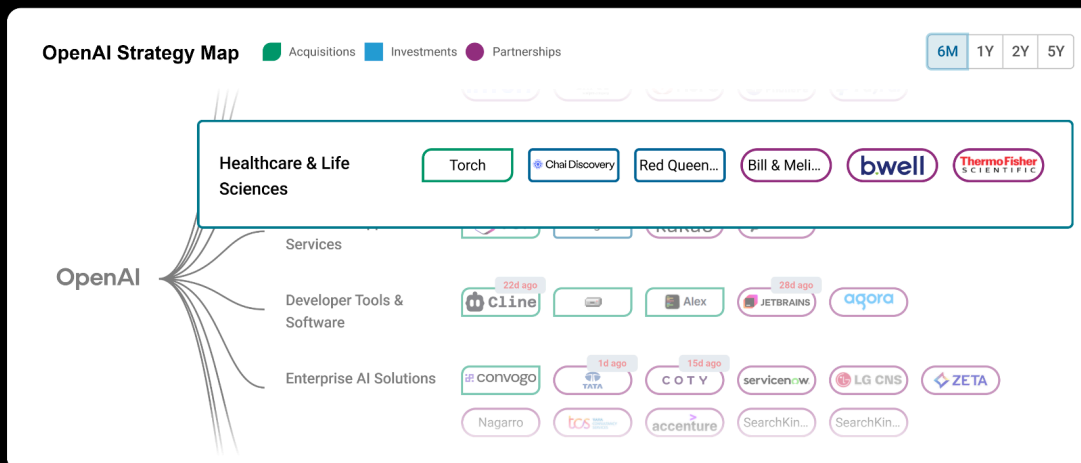 OpenAI Strategy Map
Acquisitions
Investments
Partnerships
6M 1Y 2Y 5Y
Healthcare & Life
Sciences
Torch
Chai Discovery
Red Queen...
Bill & Meli...
b.well
ThermoFisher
SCIENTIFIC
Services
OpenAI
Developer Tools &
Software
22d ago
Cline
Alex
28d ago
JETBRAINS
agora
Enterprise AI Solutions
convogo
1d ago
TATA
15d ago
COTY
servicenow
LG CNS
ZETA
Nagarro
tcs
accenture
SearchKin...
SearchKin...